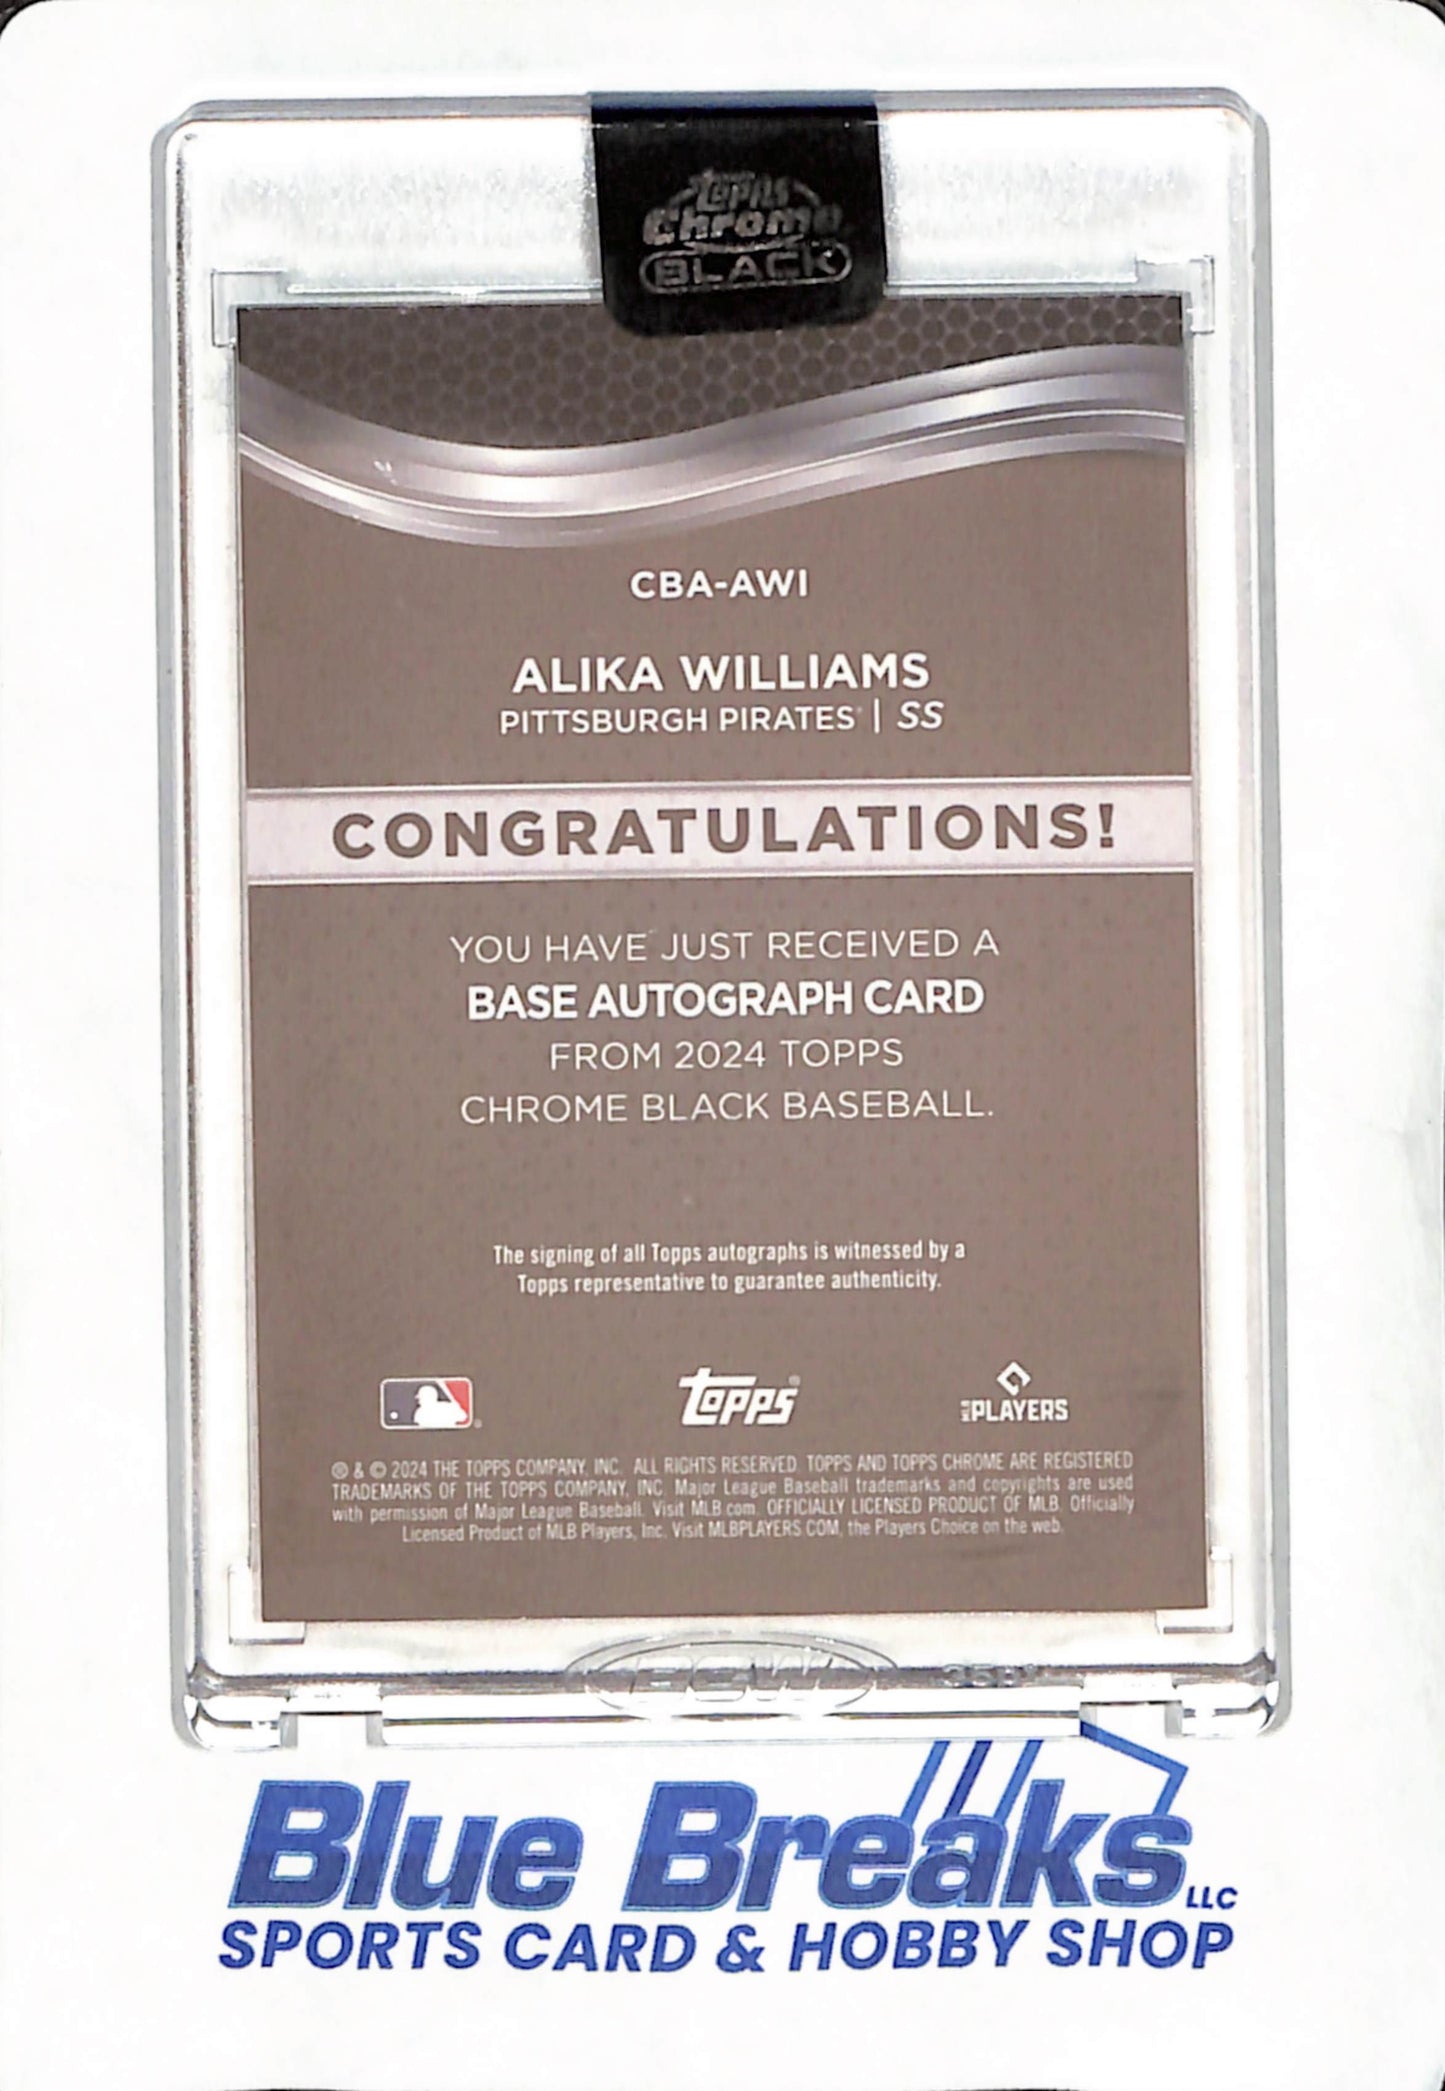 Topps
Chrome
BLACK
CBA-AWI
ALIKA WILLIAMS
PITTSBURGH PIRATES® | SS
CONGRATULATIONS!
YOU HAVE JUST RECEIVED A
BASE AUTOGRAPH CARD
FROM 2024 TOPPS
CHROME BLACK BASEBALL.
The signing of all Topps autographs is witnessed by a
Topps representative to guarantee authenticity.
Topps® PLAYERS
® & © 2024 THE TOPPS COMPANY, INC. ALL RIGHTS RESERVED. TOPPS AND TOPPS CHROME ARE REGISTERED
TRADEMARKS OF THE TOPPS COMPANY, INC. Major League Baseball trademarks and copyrights are used
with permission of Major League Baseball. Visit MLB.com. OFFICIALLY LICENSED PRODUCT OF MLB. Officially
Licensed Product of MLB Players, Inc. Visit MLBPLAYERS.COM, the Players Choice on the web.
BCW
Blue Breaks LLC
SPORTS CARD & HOBBY SHOP